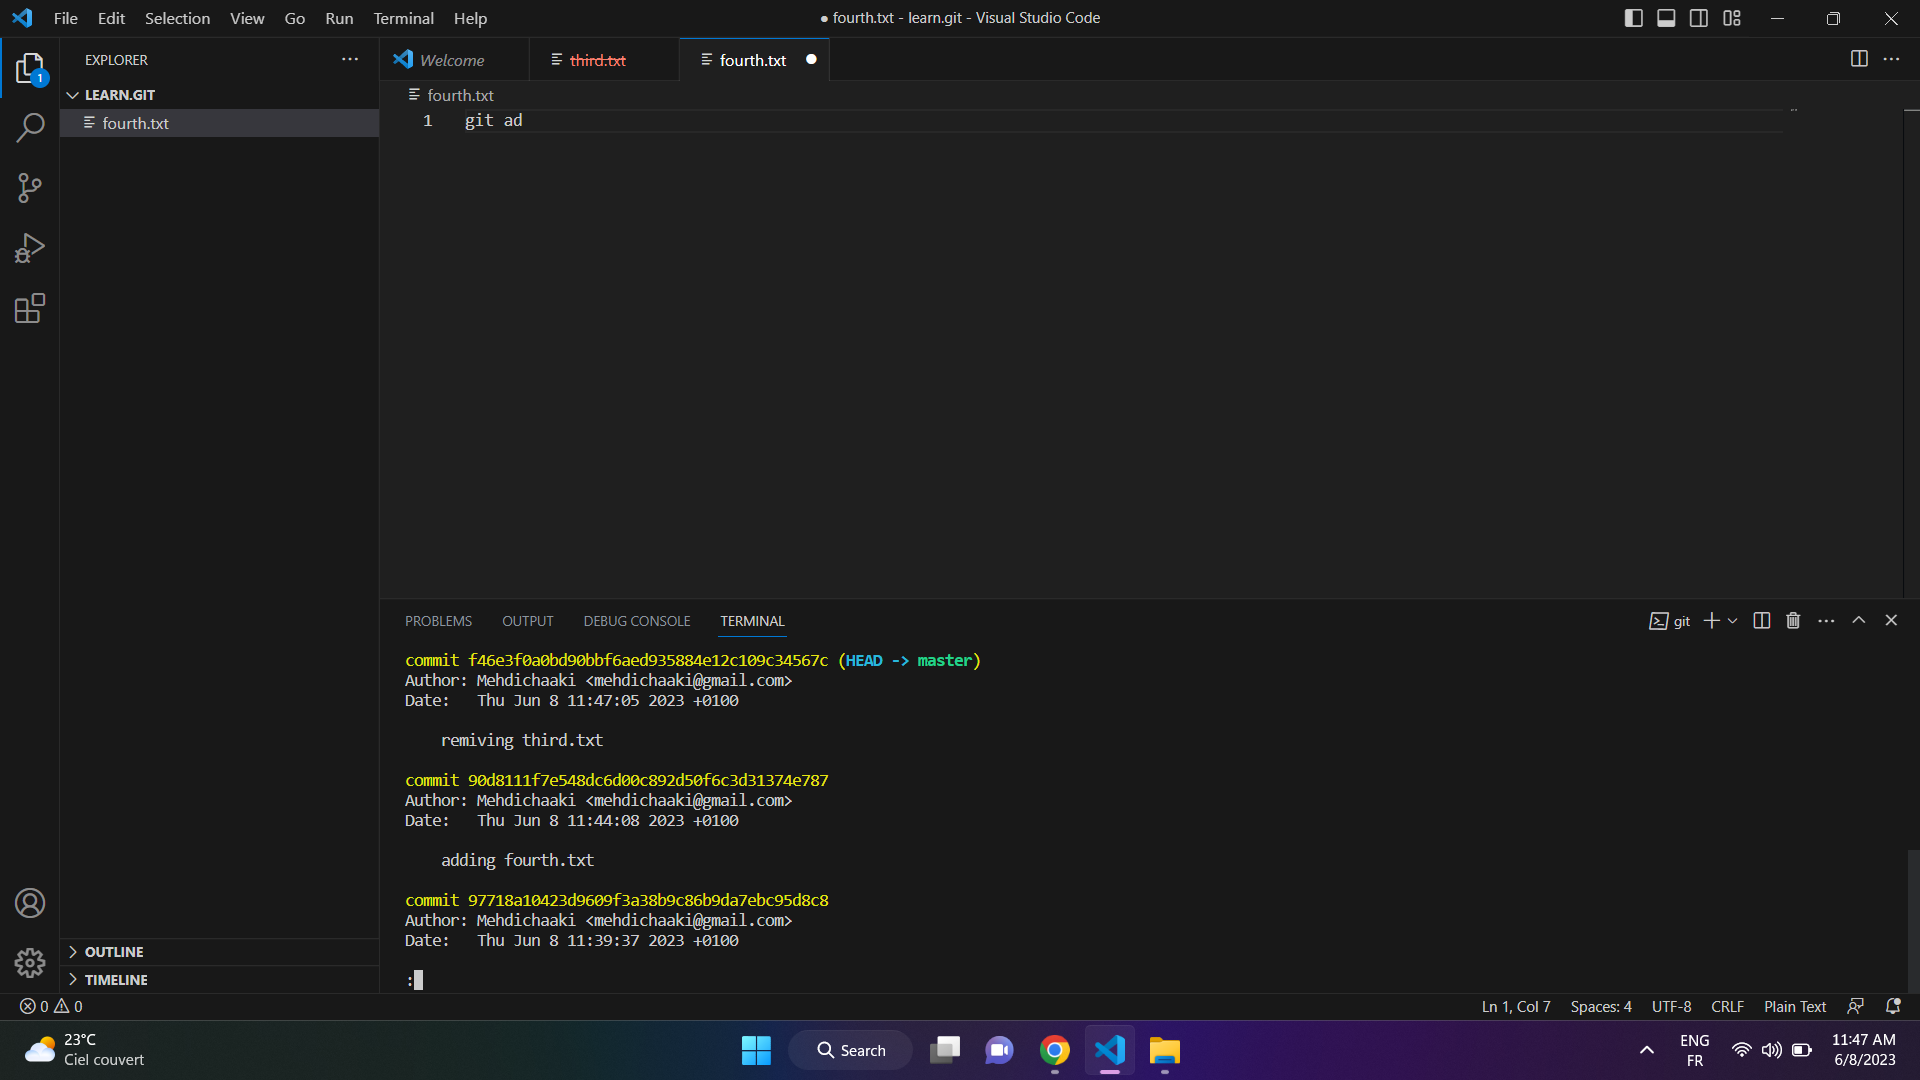 File Edit Selection View Go Run Terminal Help
● fourth.txt - learn.git - Visual Studio Code
EXPLORER
Welcome
third.txt
fourth.txt
1
LEARN.GIT
fourth.txt
fourth.txt
1 git ad
PROBLEMS OUTPUT DEBUG CONSOLE TERMINAL
git
commit f46e3f0a0bd90bbf6aed935884e12c109c34567c (HEAD -> master)
Author: Mehdichaaki <mehdichaaki@gmail.com>
Date:   Thu Jun 8 11:47:05 2023 +0100
remiving third.txt
commit 90d8111f7e548dc6d00c892d50f6c3d31374e787
Author: Mehdichaaki <mehdichaaki@gmail.com>
Date:   Thu Jun 8 11:44:08 2023 +0100
adding fourth.txt
commit 97718a10423d9609f3a38b9c86b9da7ebc95d8c8
Author: Mehdichaaki <mehdichaaki@gmail.com>
Date:   Thu Jun 8 11:39:37 2023 +0100
:
OUTLINE
TIMELINE
0 0
Ln 1, Col 7 Spaces: 4 UTF-8 CRLF Plain Text
23°C
Ciel couvert
Search
ENG
FR
11:47 AM
6/8/2023